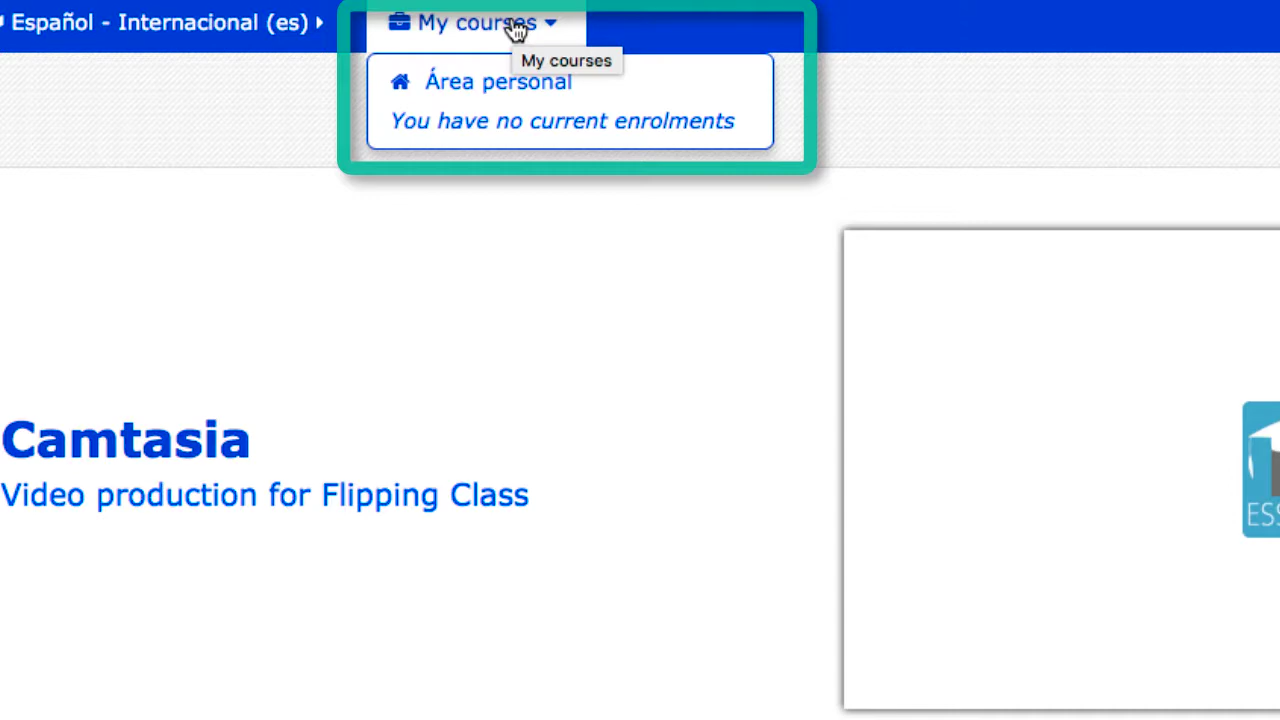 Español - Internacional (es)
My courses
My courses
Área personal
You have no current enrolments
Camtasia
Video production for Flipping Class